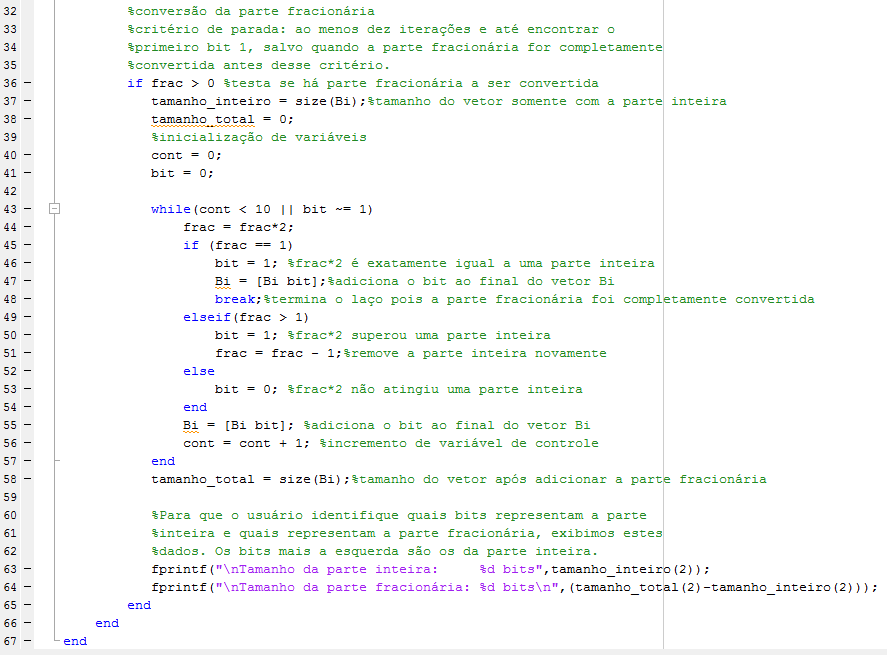 32 %conversão da parte fracionária
33 %critério de parada: ao menos dez iterações e até encontrar o
34 %primeiro bit 1, salvo quando a parte fracionária for completamente
35 %convertida antes desse critério.
36 – if frac > 0 %testa se há parte fracionária a ser convertida
37 – tamanho_inteiro = size(Bi);%tamanho do vetor somente com a parte inteira
38 – tamanho_total = 0;
39 %inicialização de variáveis
40 – cont = 0;
41 – bit = 0;
42
43 – while(cont < 10 || bit ~= 1)
44 – frac = frac*2;
45 – if (frac == 1)
46 – bit = 1; %frac*2 é exatamente igual a uma parte inteira
47 – Bi = [Bi bit];%adiciona o bit ao final do vetor Bi
48 – break;%termina o laço pois a parte fracionária foi completamente convertida
49 – elseif(frac > 1)
50 – bit = 1; %frac*2 superou uma parte inteira
51 – frac = frac - 1;%remove a parte inteira novamente
52 – else
53 – bit = 0; %frac*2 não atingiu uma parte inteira
54 – end
55 – Bi = [Bi bit]; %adiciona o bit ao final do vetor Bi
56 – cont = cont + 1; %incremento de variável de controle
57 – end
58 – tamanho_total = size(Bi);%tamanho do vetor após adicionar a parte fracionária
59
60 %Para que o usuário identifique quais bits representam a parte
61 %inteira e quais representam a parte fracionária, exibimos estes
62 %dados. Os bits mais a esquerda são os da parte inteira.
63 – fprintf("\nTamanho da parte inteira:     %d bits",tamanho_inteiro(2));
64 – fprintf("\nTamanho da parte fracionária: %d bits\n",(tamanho_total(2)-tamanho_inteiro(2)));
65 – end
66 – end
67 – end